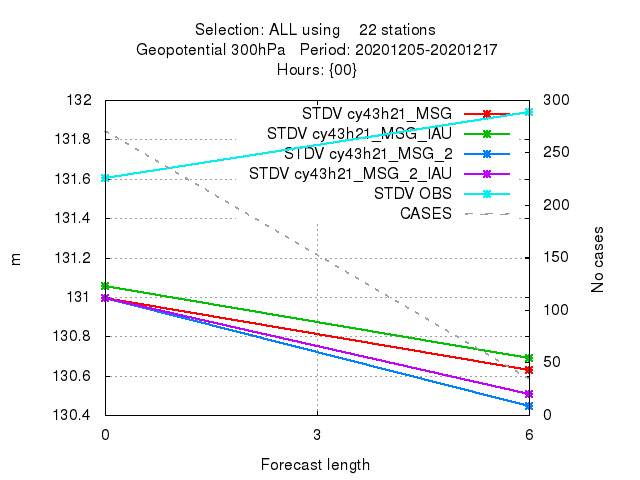 Selection: ALL using 22 stations
Geopotential 300hPa Period: 20201205-20201217
Hours: {00}
132
131.8
131.6
131.4
131.2
131
130.8
130.6
130.4
m
STDV cy43h21_MSG
STDV cy43h21_MSG_IAU
STDV cy43h21_MSG_2
STDV cy43h21_MSG_2_IAU
STDV OBS
CASES
300
250
200
150
100
50
0
No cases
0 3 6
Forecast length